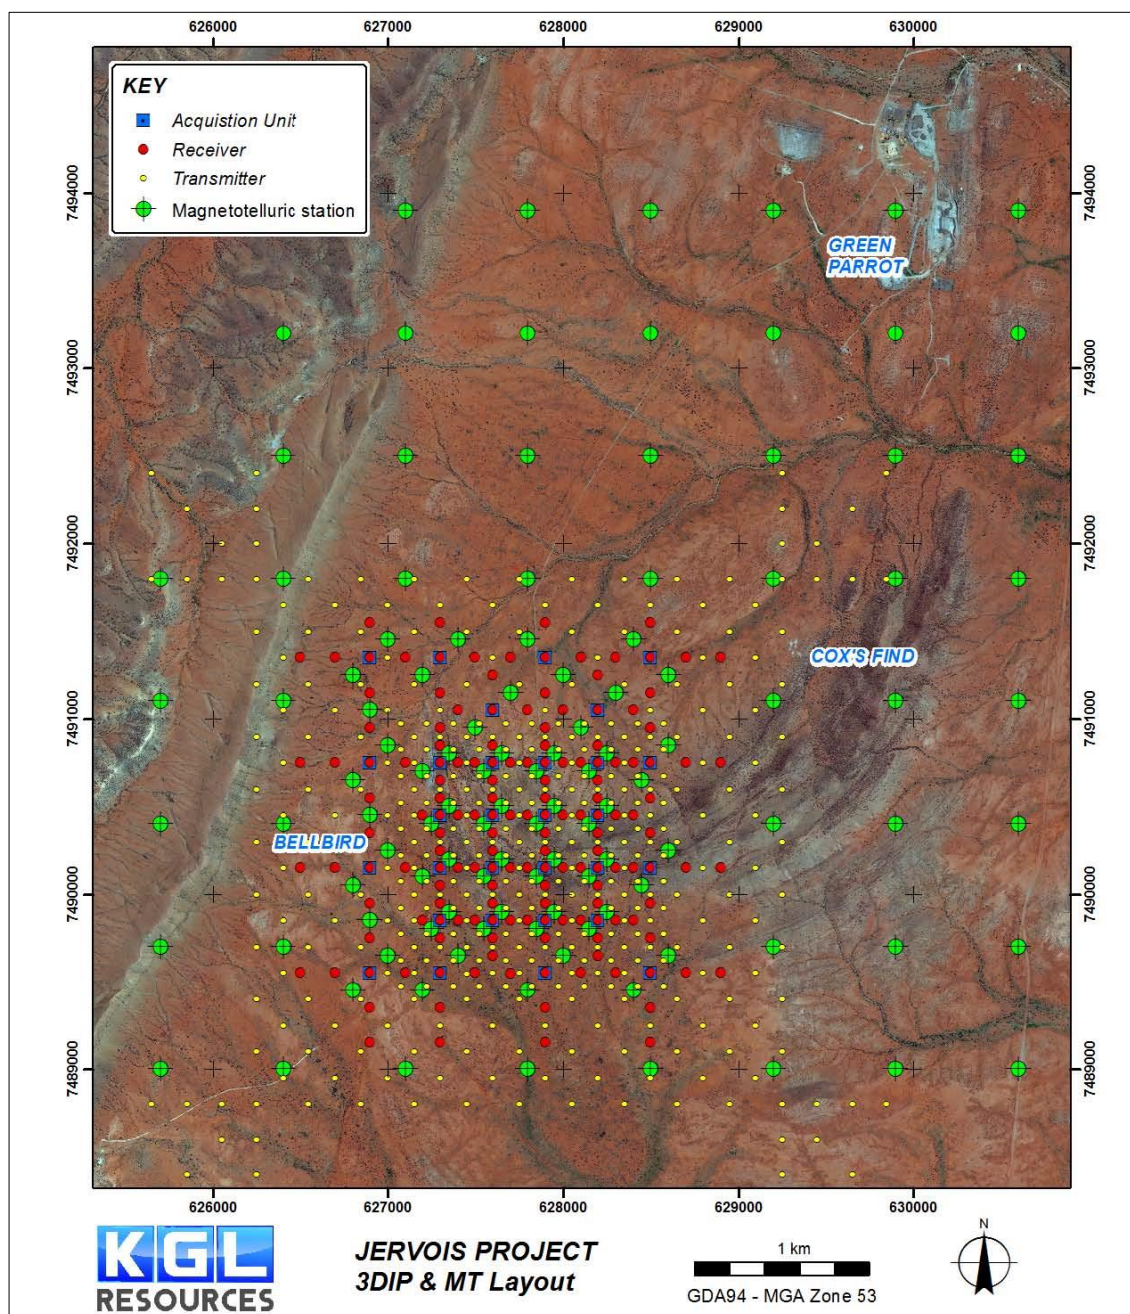 626000 627000 628000 629000 630000
KEY
Acquistion Unit
Receiver
Transmitter
Magnetotelluric station
7494000 7494000
GREEN
PARROT
7493000 7493000
7492000 7492000
COX'S FIND
7491000 7491000
BELLBIRD
7490000 7490000
7489000 7489000
626000 627000 628000 629000 630000
KGL
RESOURCES
JERVOIS PROJECT
3DIP & MT Layout
1 km
GDA94 - MGA Zone 53
N